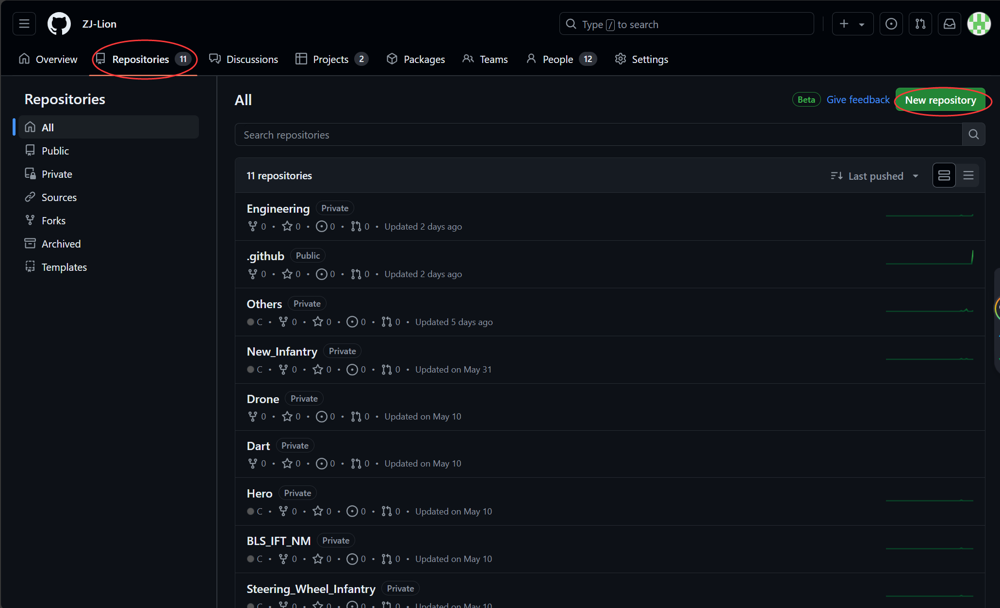 ZJ-Lion
Type / to search
Overview
Repositories 11
Discussions
Projects 2
Packages
Teams
People 12
Settings
Repositories
All
Public
Private
Sources
Forks
Archived
Templates
All
Beta
Give feedback
New repository
Search repositories
11 repositories
Last pushed
Engineering Private
0 • 0 • 0 • 0 • Updated 2 days ago
.github Public
0 • 0 • 0 • 0 • Updated 2 days ago
Others Private
C • 0 • 0 • 0 • 0 • Updated 5 days ago
New_Infantry Private
C • 0 • 0 • 0 • 0 • Updated on May 31
Drone Private
0 • 0 • 0 • 0 • Updated on May 10
Dart Private
0 • 0 • 0 • 0 • Updated on May 10
Hero Private
C • 0 • 0 • 0 • 0 • Updated on May 10
BLS_IFT_NM Private
C • 0 • 0 • 0 • 0 • Updated on May 10
Steering_Wheel_Infantry Private
C • 0 • 0 • 0 • 0 • Updated on May 10